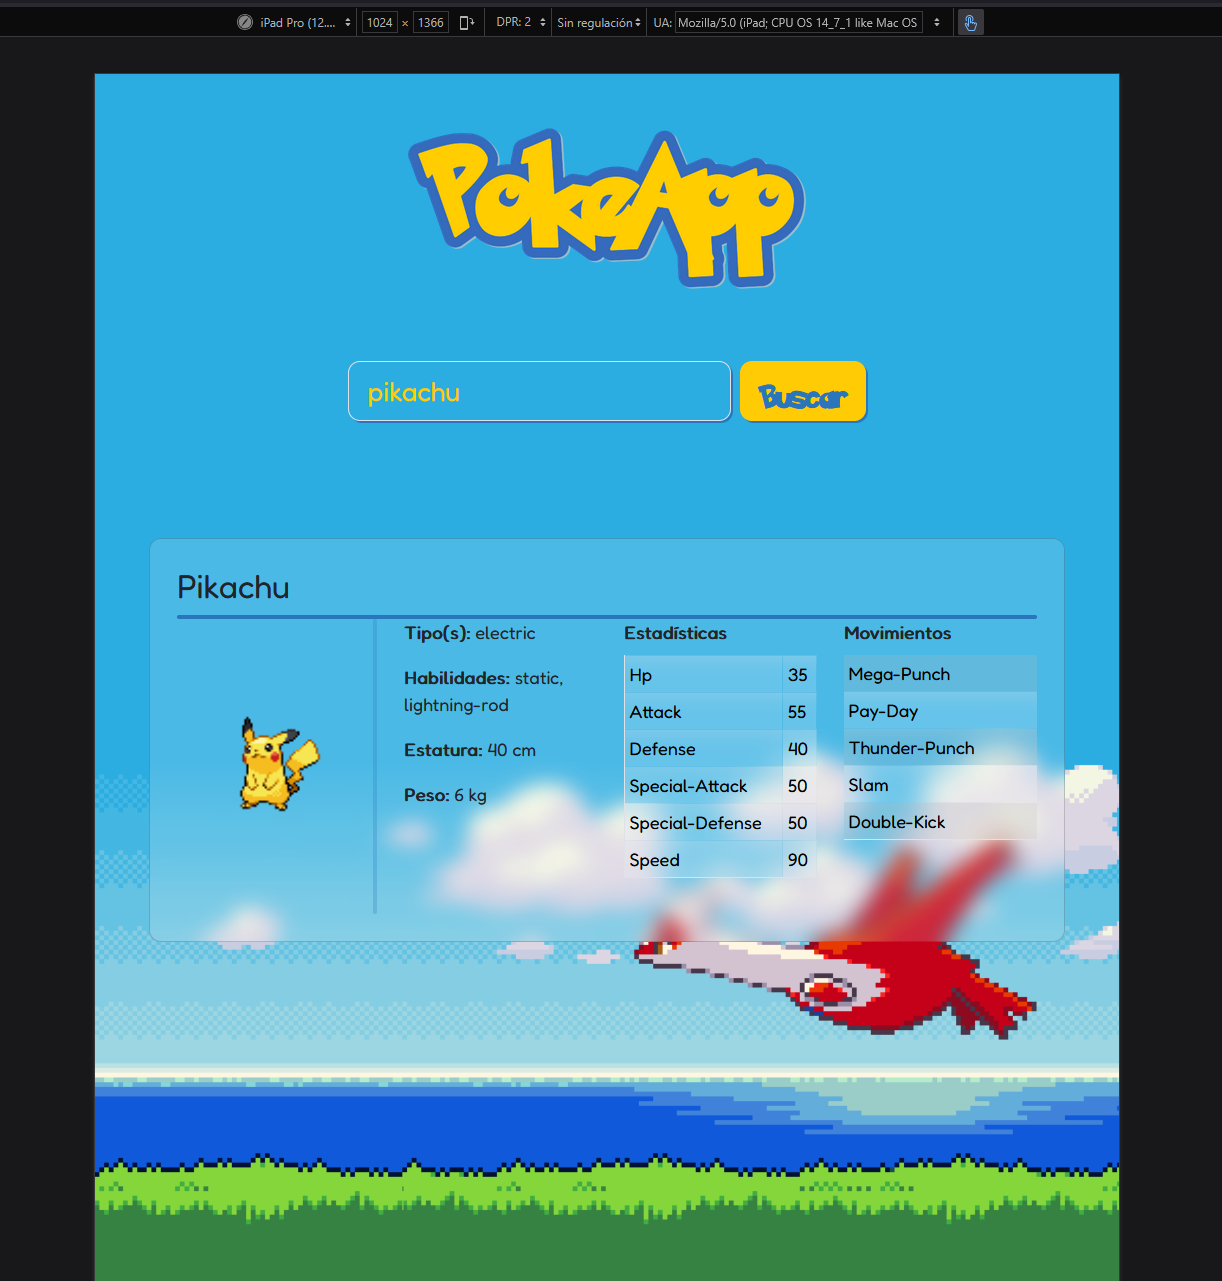 iPad Pro (12.... 1024 × 1366 DPR: 2 Sin regulación UA: Mozilla/5.0 (iPad; CPU OS 14_7_1 like Mac OS
PokeApp
pikachu Buscar
Pikachu
Tipo(s): electric
Habilidades: static,
lightning-rod
Estatura: 40 cm
Peso: 6 kg
Estadísticas
Hp 35
Attack 55
Defense 40
Special-Attack 50
Special-Defense 50
Speed 90
Movimientos
Mega-Punch
Pay-Day
Thunder-Punch
Slam
Double-Kick